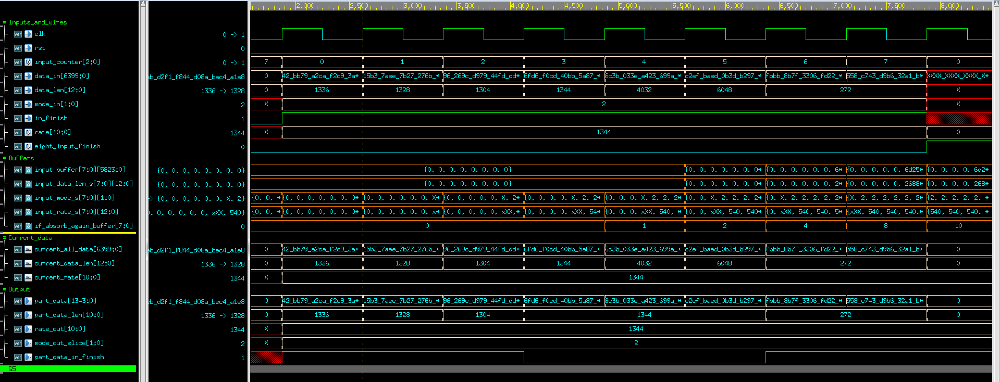 2,000 2,500 3,000 3,500 4,000 4,500 5,000 5,500 6,000 6,500 7,000 7,500 8,000
Inputs_and_wires
ver clk 0 -> 1
ver rst 0
ver input_counter[2:0] 0 -> 1 7 0 1 2 3 4 5 6 7 0
ver data_in[6399:0] eb_d2f1_f844_d08a_bec4_a1e8 0 42_bb79_a2ca_f2c9_3a* 15b3_7aee_7b27_276b_* 96_269c_d979_44fd_dd* 6fd6_f0cd_40bb_5a87_* 6c3b_033e_a423_699a_* c2ef_baed_0b3d_b297_* fbbb_8b7f_3306_fd22_* 558_c743_d9b6_32a1_b* XXXX_XXXX_XXXX_X*
ver data_len[12:0] 1336 -> 1328 0 1336 1328 1304 1344 4032 6048 272 X
ver mode_in[1:0] 2 X 2 X
ver in_finish 1
ver rate[10:0] 1344 X 1344 0
ver eight_input_finish 0
Buffers
ver input_buffer[7:0][5823:0] {0, 0, 0, 0, 0, 0, 0, 0} {0, 0, 0, 0, 0, 0, 0, 0} {0, 0, 0, 0, 0, 0, 0* {0, 0, 0, 0, 0, 6* {0, 0, 0, 0, 6d25* {0, 0, 0, 0, 6d2*
ver input_data_len_s[7:0][12:0] {0, 0, 0, 0, 0, 0, 0, 0} {0, 0, 0, 0, 0, 0, 0, 0} {0, 0, 0, 0, 0, 0, 0* {0, 0, 0, 0, 0, 2* {0, 0, 0, 0, 2688* {0, 0, 0, 0, 268*
ver input_mode_s[7:0][1:0] -> {0, 0, 0, 0, 0, 0, X, 2} {0, 0, * {0, 0, 0, 0, 0, 0, 0* {0, 0, 0, 0, 0, 0, X* {0, 0, 0, 0, 0, X, 2* {0, 0, 0, 0, X, 2, 2* {0, 0, 0, X, 2, 2, 2* {0, 0, X, 2, 2, 2, 2* {0, X, 2, 2, 2, 2, 2* {X, 2, 2, 2, 2, 2, 2* {2, 2, 2, 2, *
ver input_rate_s[7:0][12:0] 0, 0, 0, 0, 0, xXX, 540} {0, 0, * {0, 0, 0, 0, 0, 0, 0* {0, 0, 0, 0, 0, 0, x* {0, 0, 0, 0, 0, xXX,* {0, 0, 0, 0, xXX, 54* {0, 0, 0, xXX, 540, * {0, 0, xXX, 540, 540* {0, xXX, 540, 540, 5* {xXX, 540, 540, 540,* {540, 540, 540, *
ver if_absorb_again_buffer[7:0] 0 0 1 2 4 8 10
Current_data
ver current_all_data[6399:0] eb_d2f1_f844_d08a_bec4_a1e8 0 42_bb79_a2ca_f2c9_3a* 15b3_7aee_7b27_276b_* 96_269c_d979_44fd_dd* 6fd6_f0cd_40bb_5a87_* 6c3b_033e_a423_699a_* c2ef_baed_0b3d_b297_* fbbb_8b7f_3306_fd22_* 558_c743_d9b6_32a1_b* 0
ver current_data_len[12:0] 1336 -> 1328 0 1336 1328 1304 1344 4032 6048 272 0
ver current_rate[10:0] 1344 X 1344
Output
ver part_data[1343:0] eb_d2f1_f844_d08a_bec4_a1e8 0 42_bb79_a2ca_f2c9_3a* 15b3_7aee_7b27_276b_* 96_269c_d979_44fd_dd* 6fd6_f0cd_40bb_5a87_* 6c3b_033e_a423_699a_* c2ef_baed_0b3d_b297_* fbbb_8b7f_3306_fd22_* 558_c743_d9b6_32a1_b* 0
ver part_data_len[10:0] 1336 -> 1328 0 1336 1328 1304 1344 272 0
ver rate_out[10:0] 1344 X 1344
ver mode_out_slice[1:0] 2 X 2
ver part_data_in_finish 1
G5